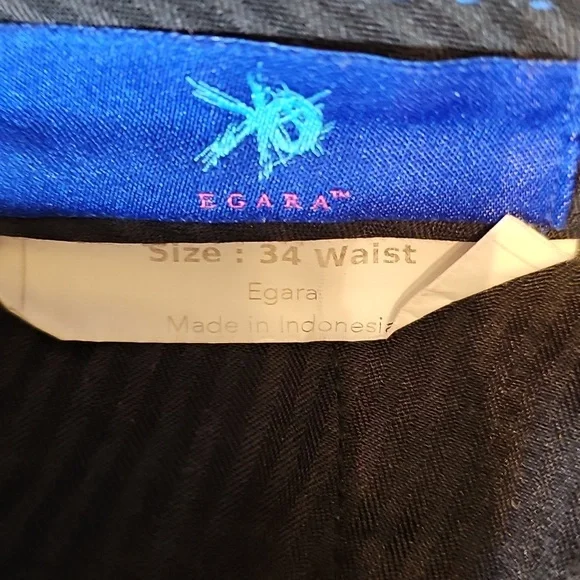 EGARA™
Size : 34 Waist
Egara
Made in Indonesia